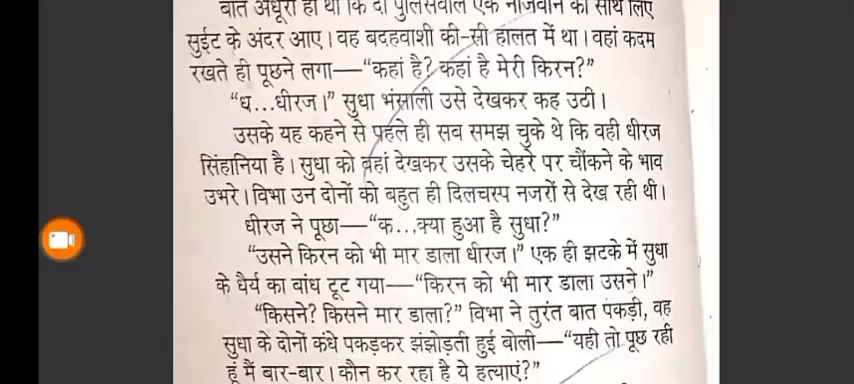 बात अधूरी ही थी कि दो पुलिसवाले एक नौजवान को साथ लिए
सुईट के अंदर आए। वह बदहवाशी की-सी हालत में था। वहां कदम
रखते ही पूछने लगा—“कहां है? कहां है मेरी किरन?”
“ध...धीरज।” सुधा भंसाली उसे देखकर कह उठी।
उसके यह कहने से पहले ही सब समझ चुके थे कि वही धीरज
सिंहानिया है। सुधा को वहां देखकर उसके चेहरे पर चौंकने के भाव
उभरे। विभा उन दोनों को बहुत ही दिलचस्प नजरों से देख रही थी।
धीरज ने पूछा—“क...क्या हुआ है सुधा?”
“उसने किरन को भी मार डाला धीरज।” एक ही झटके में सुधा
के धैर्य का बांध टूट गया—“किरन को भी मार डाला उसने।”
“किसने? किसने मार डाला?” विभा ने तुरंत बात पकड़ी, वह
सुधा के दोनों कंधे पकड़कर झंझोड़ती हुई बोली—“यही तो पूछ रही
हूं मैं बार-बार। कौन कर रहा है ये हत्याएं?”